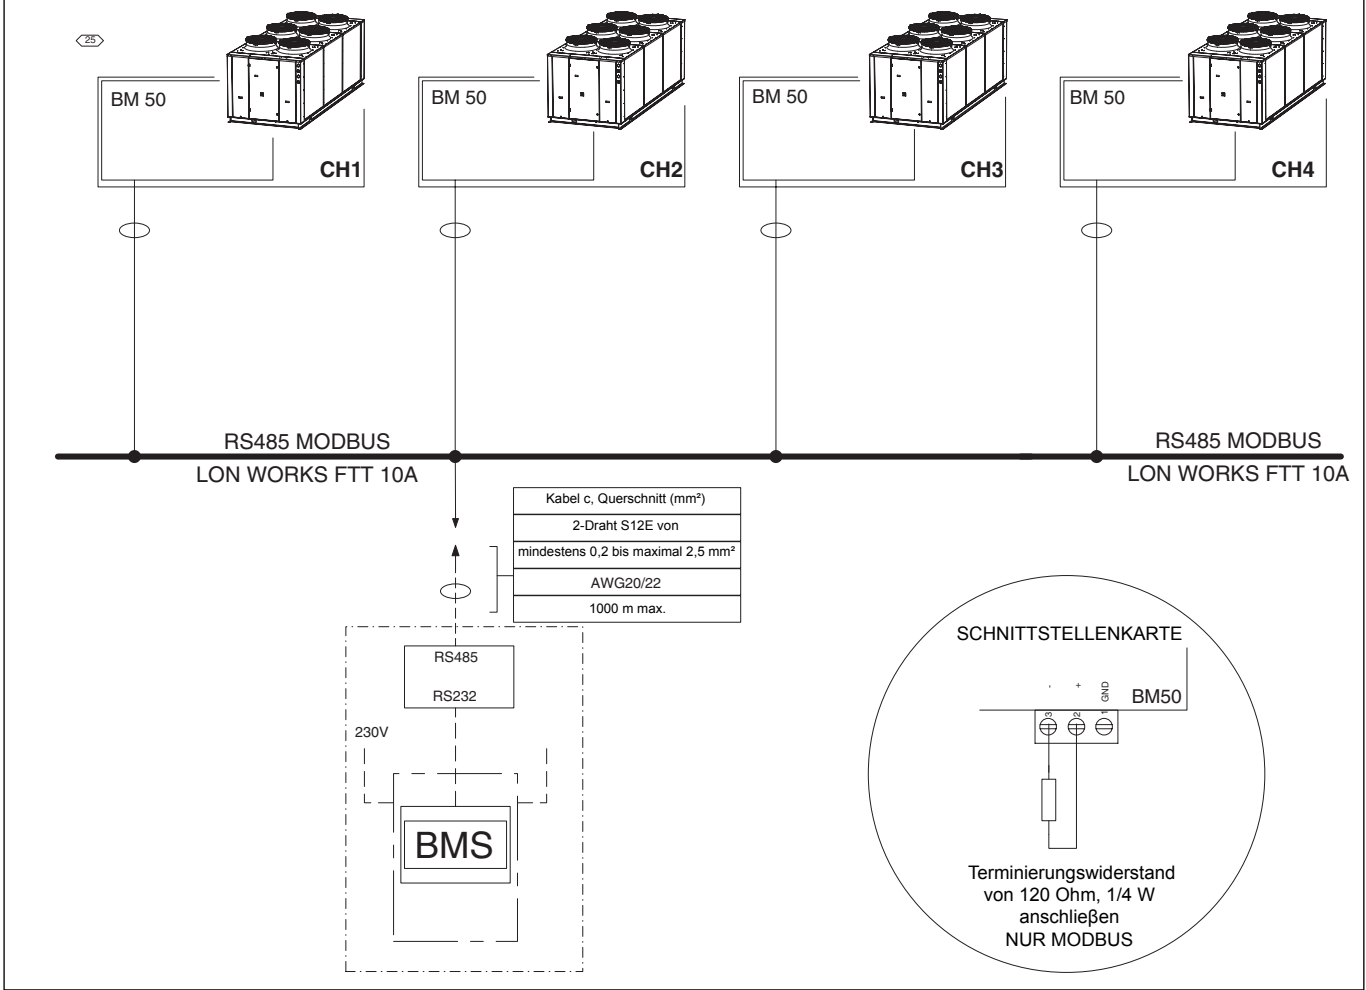 25
BM 50
CH1
BM 50
CH2
BM 50
CH3
BM 50
CH4
RS485 MODBUS
LON WORKS FTT 10A
RS485 MODBUS
LON WORKS FTT 10A
Kabel c, Querschnitt (mm²)
2-Draht S12E von
mindestens 0,2 bis maximal 2,5 mm²
AWG20/22
1000 m max.
RS485
RS232
230V
BMS
SCHNITTSTELLENKARTE
- + GND
BM50
3 2 1
Terminierungswiderstand
von 120 Ohm, 1/4 W
anschließen
NUR MODBUS